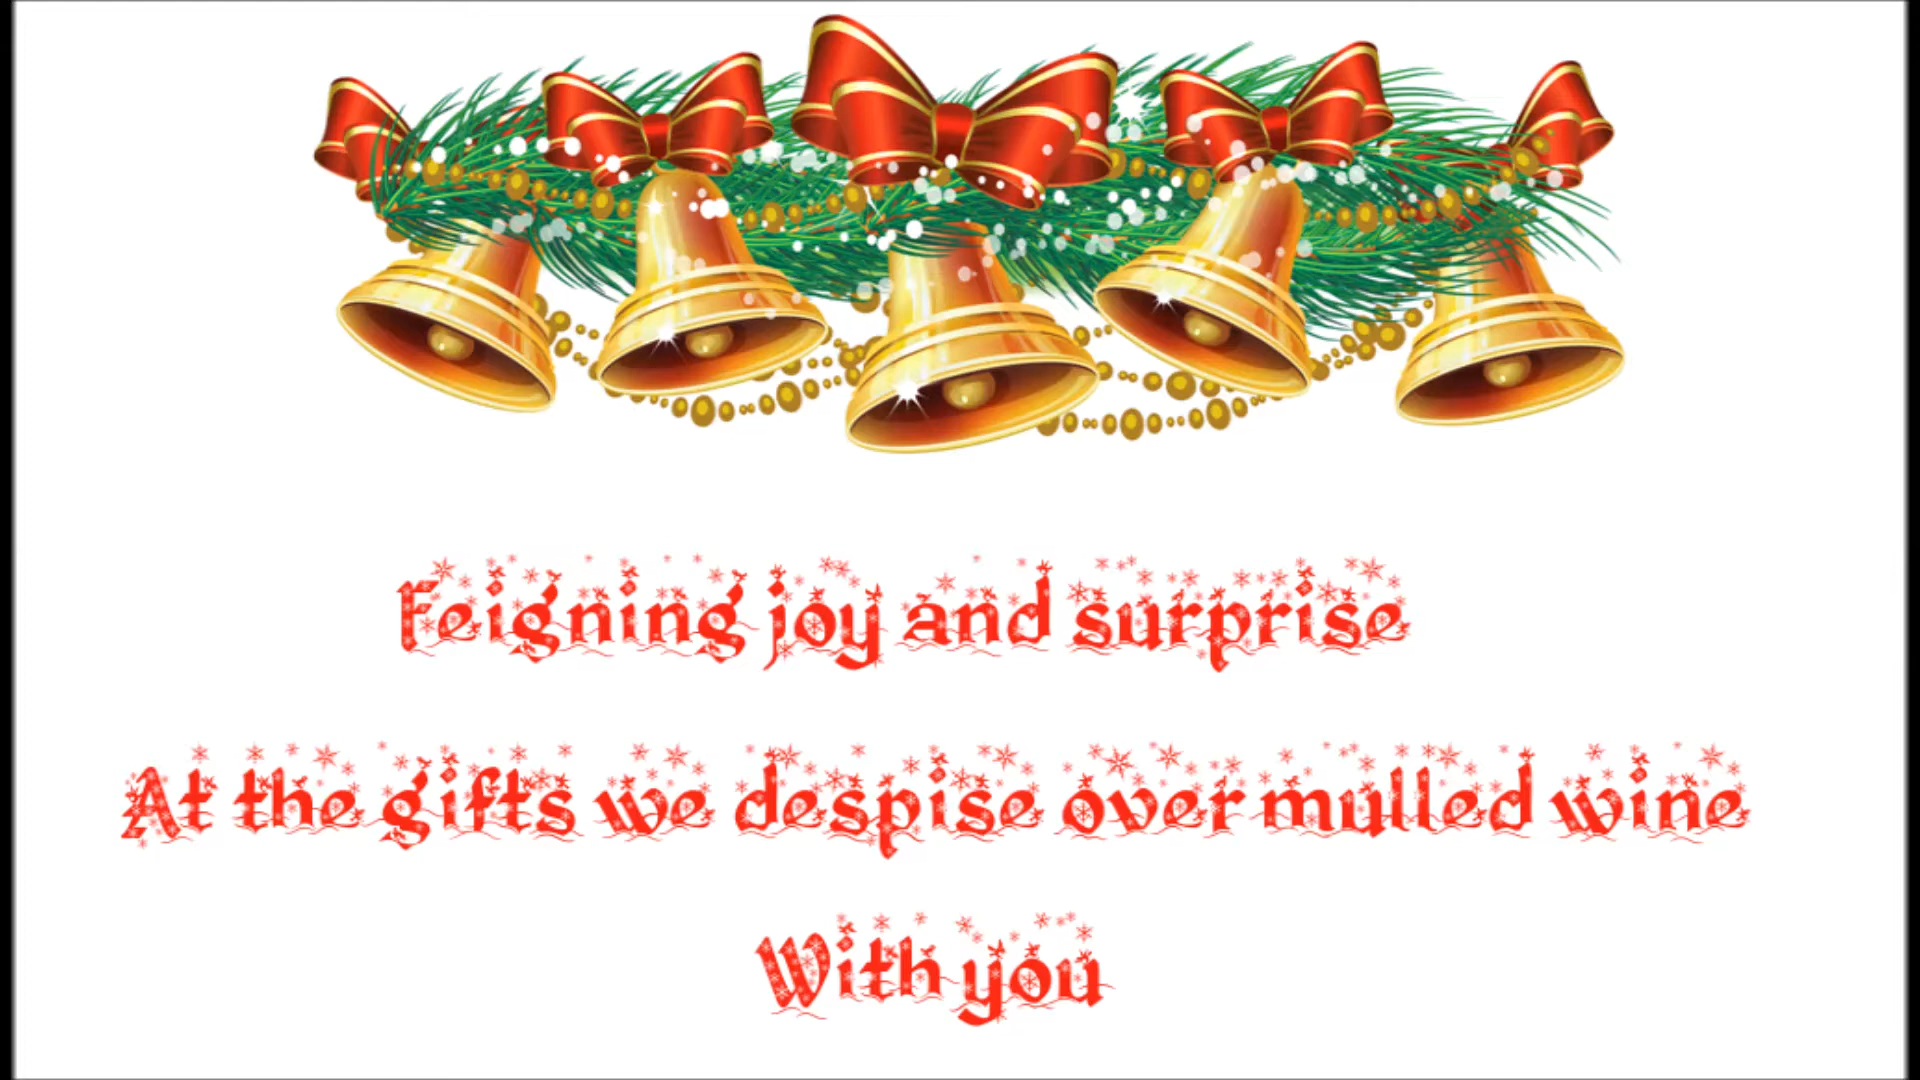 Feigning joy and surprise
At the gifts we despise over mulled wine
With you